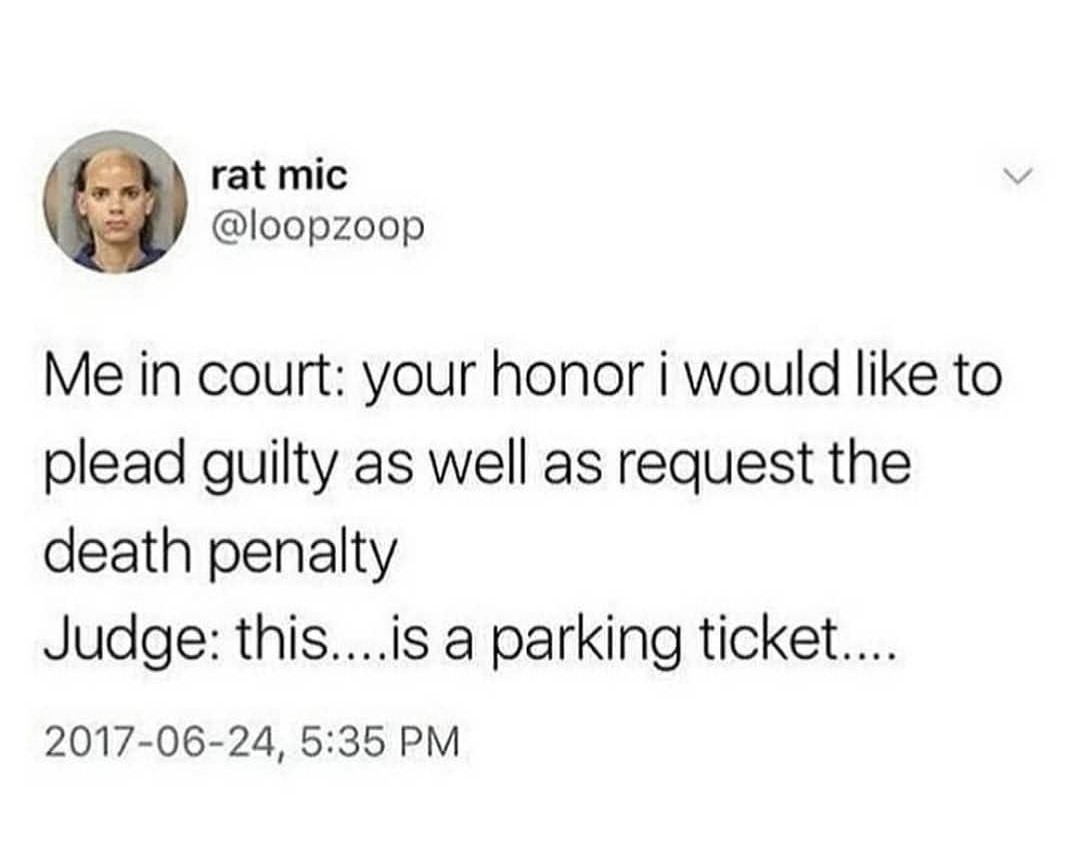 rat mic
@loopzoop
Me in court: your honor i would like to
plead guilty as well as request the
death penalty
Judge: this....is a parking ticket....
2017-06-24, 5:35 PM